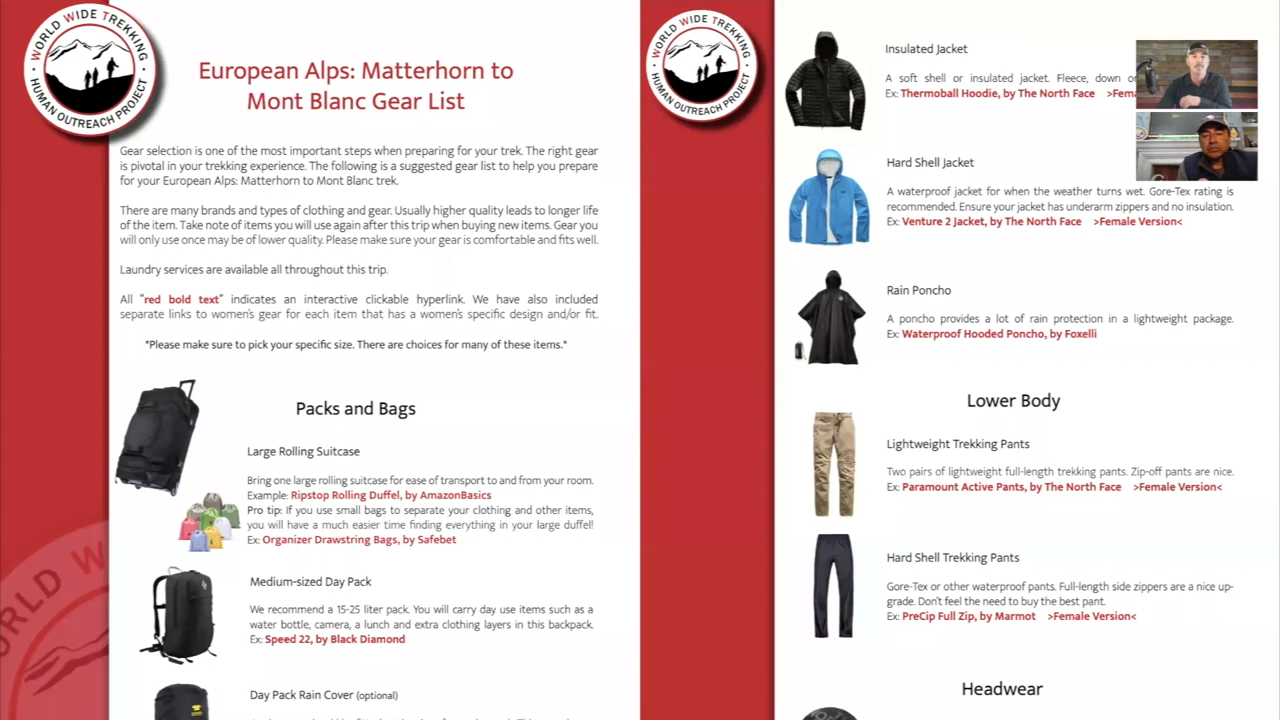 WORLD WIDE TREKKING
HUMAN OUTREACH PROJECT
European Alps: Matterhorn to
Mont Blanc Gear List
Gear selection is one of the most important steps when preparing for your trek. The right gear
is pivotal in your trekking experience. The following is a suggested gear list to help you prepare
for your European Alps: Matterhorn to Mont Blanc trek.
There are many brands and types of clothing and gear. Usually higher quality leads to longer life
of the item. Take note of items you will use again after this trip when buying new items. Gear you
will only use once may be of lower quality. Please make sure your gear is comfortable and fits well.
Laundry services are available all throughout this trip.
All “red bold text” indicates an interactive clickable hyperlink. We have also included
separate links to women’s gear for each item that has a women’s specific design and/or fit.
*Please make sure to pick your specific size. There are choices for many of these items.*
Packs and Bags
Large Rolling Suitcase
Bring one large rolling suitcase for ease of transport to and from your room.
Example: Ripstop Rolling Duffel, by AmazonBasics
Pro tip: If you use small bags to separate your clothing and other items,
you will have a much easier time finding everything in your large duffel!
Ex: Organizer Drawstring Bags, by Safebet
Medium-sized Day Pack
We recommend a 15-25 liter pack. You will carry day use items such as a
water bottle, camera, a lunch and extra clothing layers in this backpack.
Ex: Speed 22, by Black Diamond
Day Pack Rain Cover (optional)
WORLD W
WORLD WIDE TREKKING
HUMAN OUTREACH PROJECT
Insulated Jacket
A soft shell or insulated jacket. Fleece, down or
Ex: Thermoball Hoodie, by The North Face >Fema
Hard Shell Jacket
A waterproof jacket for when the weather turns wet. Gore-Tex rating is
recommended. Ensure your jacket has underarm zippers and no insulation.
Ex: Venture 2 Jacket, by The North Face >Female Version<
Rain Poncho
A poncho provides a lot of rain protection in a lightweight package.
Ex: Waterproof Hooded Poncho, by Foxelli
Lower Body
Lightweight Trekking Pants
Two pairs of lightweight full-length trekking pants. Zip-off pants are nice.
Ex: Paramount Active Pants, by The North Face >Female Version<
Hard Shell Trekking Pants
Gore-Tex or other waterproof pants. Full-length side zippers are a nice up-
grade. Don’t feel the need to buy the best pant.
Ex: PreCip Full Zip, by Marmot >Female Version<
Headwear